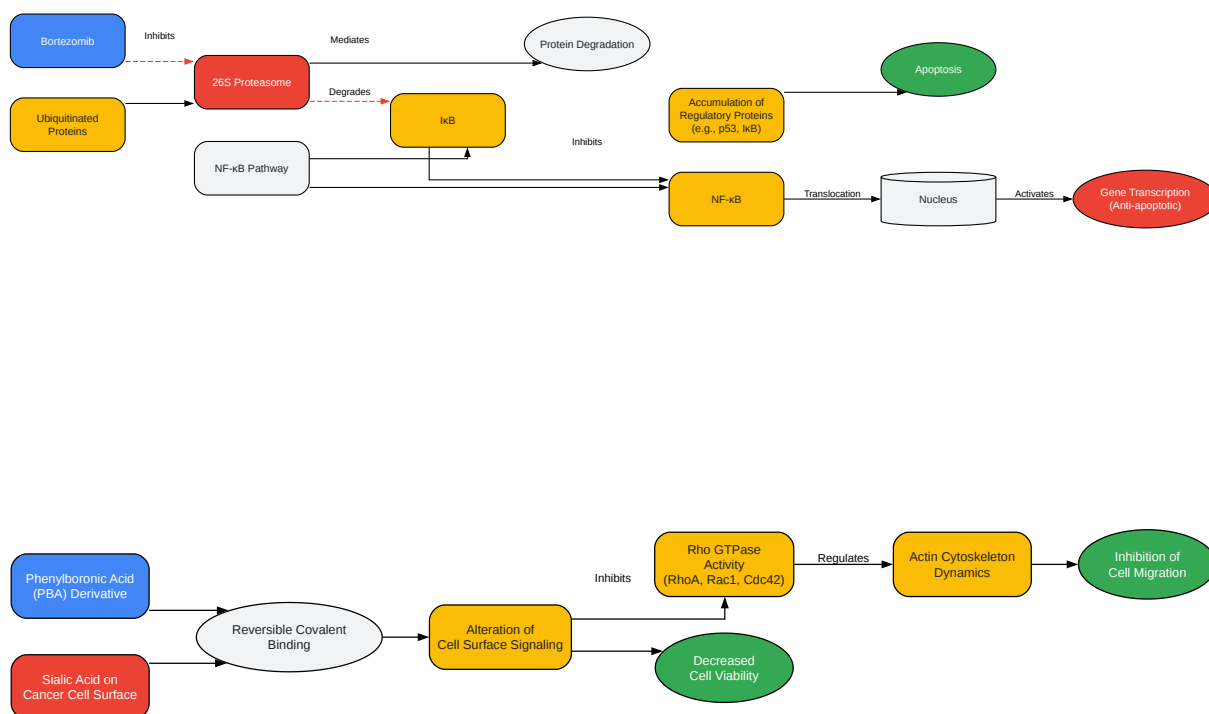 Bortezomib
Inhibits
Mediates
Protein Degradation
26S Proteasome
Apoptosis
Degrades
Ubiquitinated
Proteins
IκB
Accumulation of
Regulatory Proteins
(e.g., p53, IκB)
Inhibits
NF-κB Pathway
NF-κB
Translocation
Nucleus
Activates
Gene Transcription
(Anti-apoptotic)
Phenylboronic Acid
(PBA) Derivative
Sialic Acid on
Cancer Cell Surface
Reversible Covalent
Binding
Alteration of
Cell Surface Signaling
Inhibits
Rho GTPase
Activity
(RhoA, Rac1, Cdc42)
Regulates
Actin Cytoskeleton
Dynamics
Inhibition of
Cell Migration
Decreased
Cell Viability